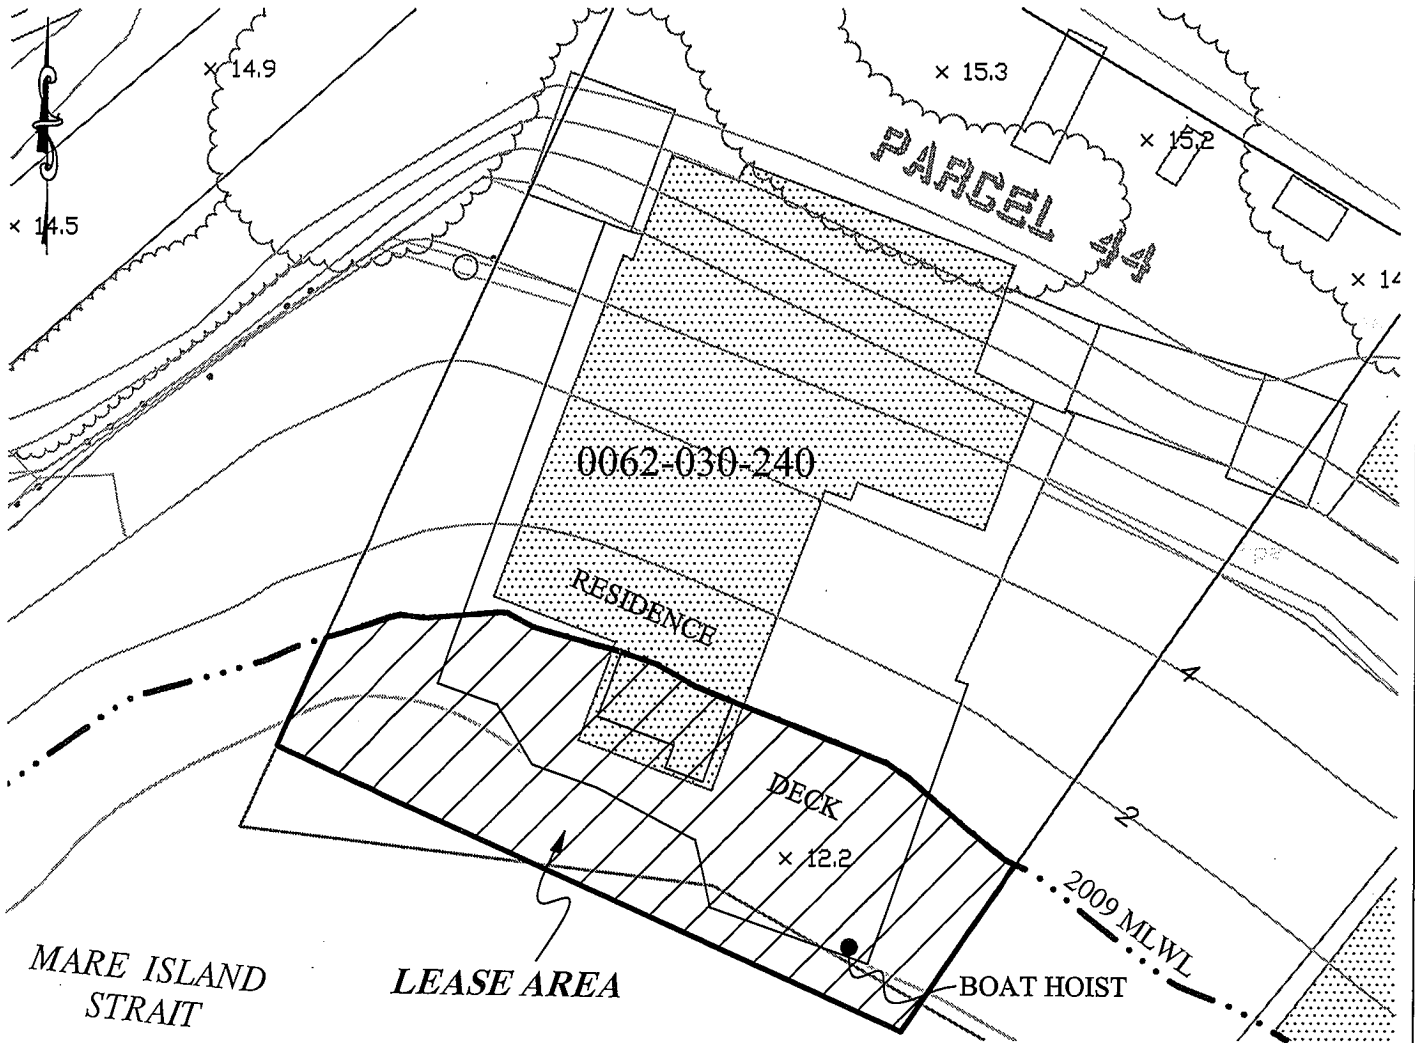 × 14.9
× 15.3
× 15.2
PARCEL 44
× 14.5
× 14
0062-030-240
RESIDENCE
4
DECK
2
× 12.2
2009 MLWL
MARE ISLAND
STRAIT
LEASE AREA
BOAT HOIST